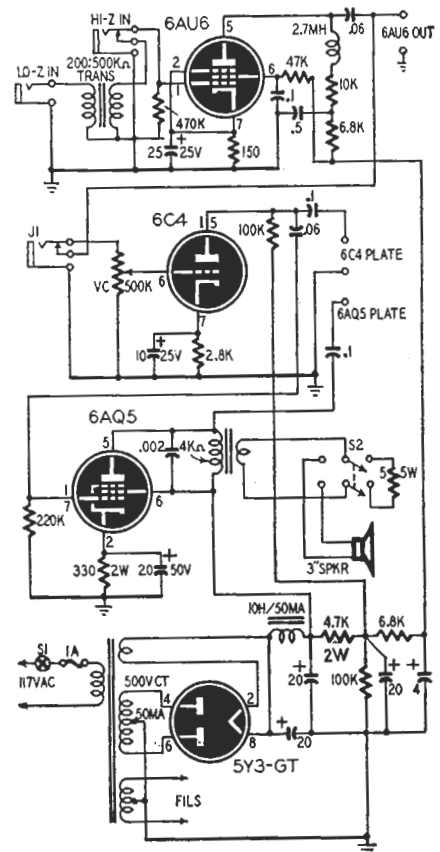 HI-Z IN
6AU6
5
2.7MH
.06
6AU6 OUT
LO-Z IN
200:500KΩ
TRANS
2
1
6
47K
10K
.1
.5
6.8K
470K
25
+
25V
7
150
J1
6C4
1
5
100K
.1
.06
6C4 PLATE
VC
500K
6
6AQ5 PLATE
7
10
+
25V
2.8K
.1
6AQ5
5
.002
4KΩ
S2
1
7
6
5
5W
220K
2
330
2W
20
+
50V
3"SPKR
10H/50MA
4.7K
2W
6.8K
S1
1A
117VAC
500VCT
50MA
4
2
6
8
+
20
100K
+
20
+
4
+
20
5Y3-GT
FILS